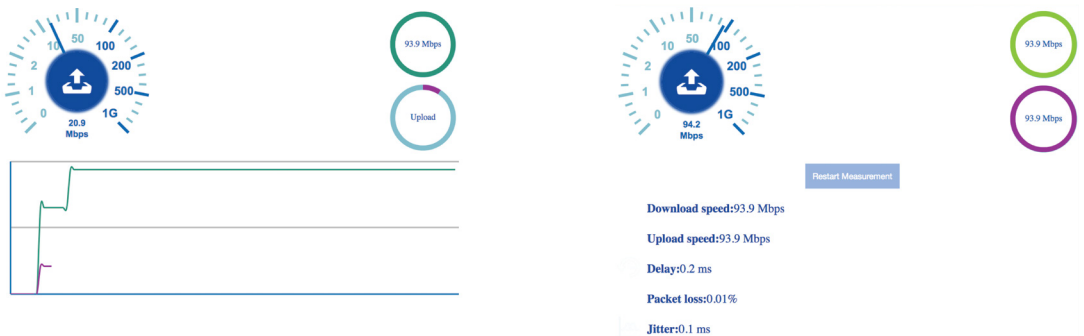 50
10
100
2
200
1
500
0
1G
20.9
Mbps
93.9 Mbps
Upload
50
10
100
2
200
1
500
0
1G
94.2
Mbps
93.9 Mbps
93.9 Mbps
Restart Measurement
Download speed:93.9 Mbps
Upload speed:93.9 Mbps
Delay:0.2 ms
Packet loss:0.01%
Jitter:0.1 ms